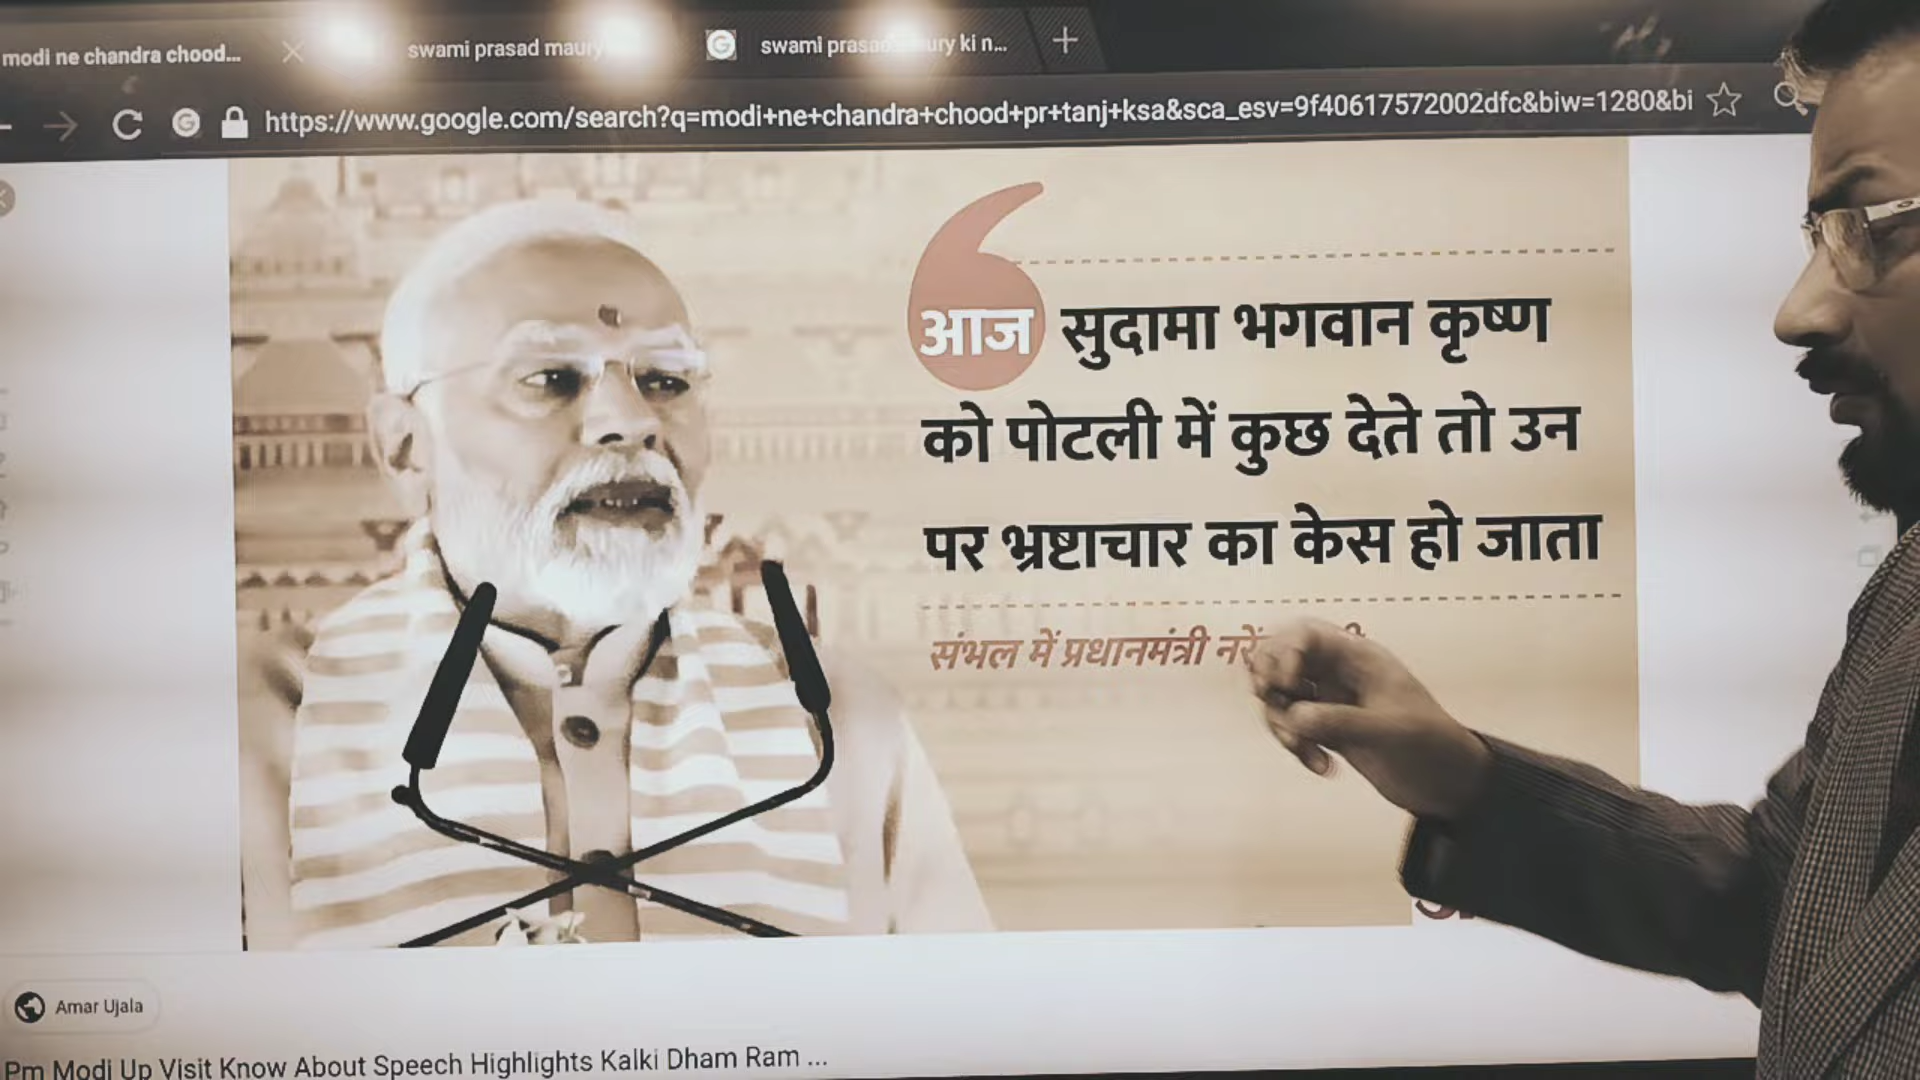 modi ne chandra chood...
swami prasad maury
swami prasad maury ki n...
https://www.google.com/search?q=modi+ne+chandra+chood+pr+tanj+ksa&sca_esv=9f40617572002dfc&biw=1280&bi
आज सुदामा भगवान कृष्ण
को पोटली में कुछ देते तो उन
पर भ्रष्टाचार का केस हो जाता
संभल में प्रधानमंत्री
Amar Ujala
Pm Modi Up Visit Know About Speech Highlights Kalki Dham Ram ...